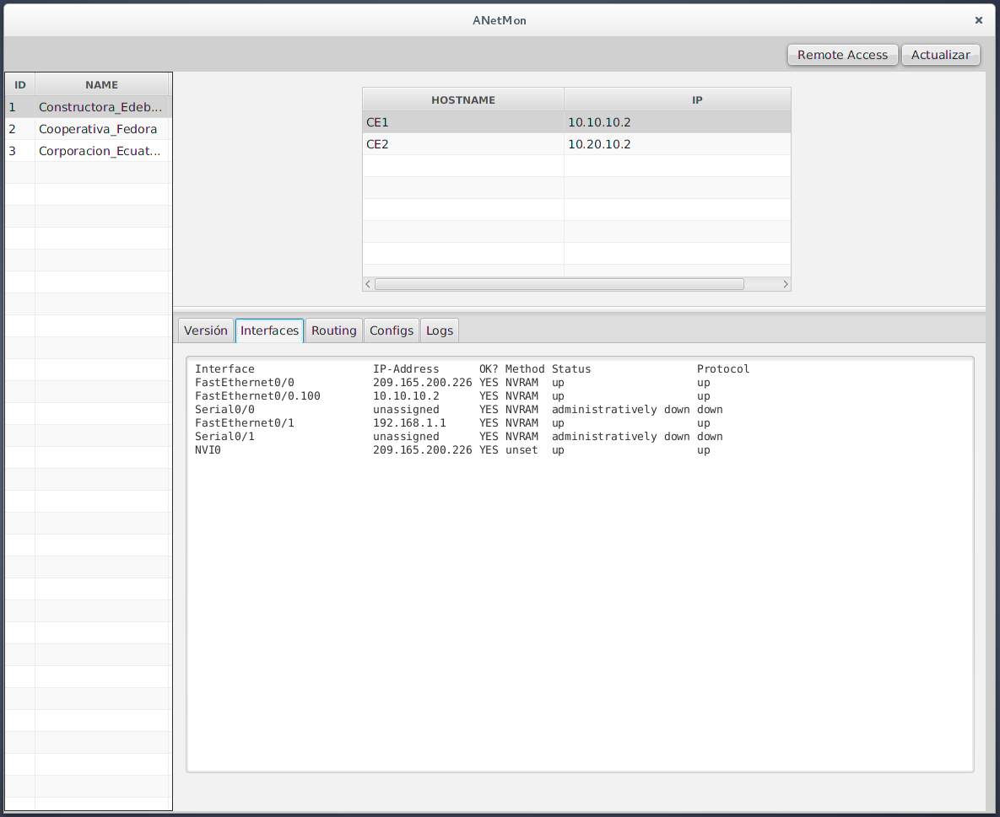 ANetMon
Remote Access Actualizar
ID NAME
1 Constructora_Edeb...
2 Cooperativa_Fedora
3 Corporacion_Ecuat...
HOSTNAME IP
CE1 10.10.10.2
CE2 10.20.10.2
Versión Interfaces Routing Configs Logs
Interface IP-Address OK? Method Status Protocol
FastEthernet0/0 209.165.200.226 YES NVRAM up up
FastEthernet0/0.100 10.10.10.2 YES NVRAM up up
Serial0/0 unassigned YES NVRAM administratively down down
FastEthernet0/1 192.168.1.1 YES NVRAM up up
Serial0/1 unassigned YES NVRAM administratively down down
NVI0 209.165.200.226 YES unset up up